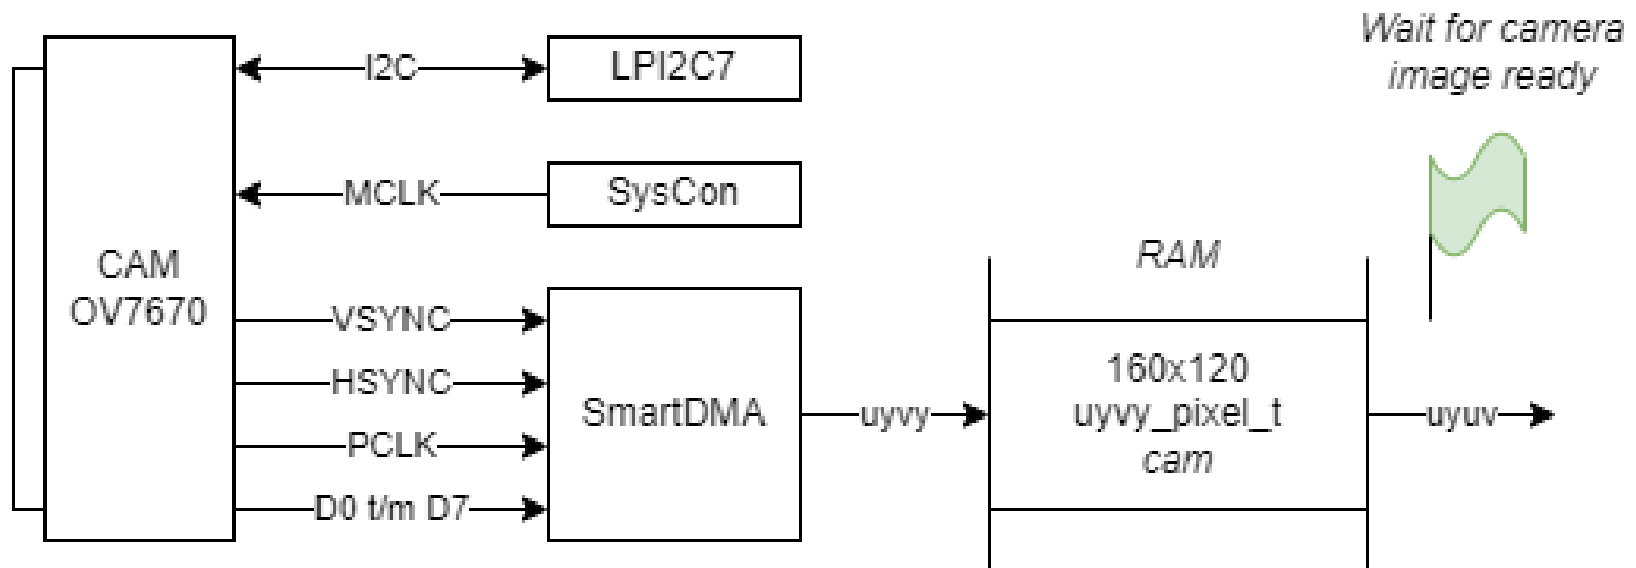 Wait for camera
image ready
I2C
LPI2C7
MCLK
SysCon
CAM
OV7670
RAM
VSYNC
HSYNC
PCLK
D0 t/m D7
SmartDMA
uyvy
160x120
uyvy_pixel_t
cam
uyuv